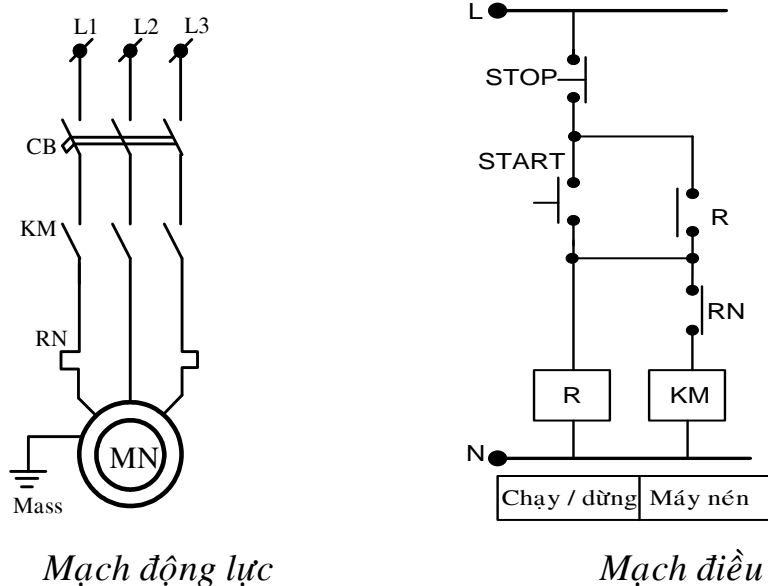 L1 L2 L3
CB
KM
RN
MN
Mass
Mạch động lực
L
STOP
START
R
RN
R KM
N
Chạy / dừng Máy nén
Mạch điều